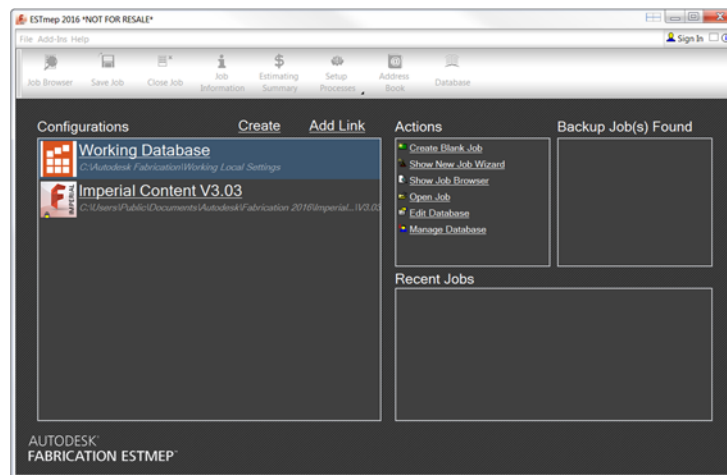 ESTmep 2016 *NOT FOR RESALE*
File Add-Ins Help
Sign In
Job Browser
Save Job
Close Job
Job Information
Estimating Summary
Setup Processes
Address Book
Database
Configurations
Create
Add Link
Working Database
C:\Autodesk Fabrication\Working Local Settings
Imperial Content V3.03
C:\Users\Public\Documents\Autodesk\Fabrication 2016\Imperial...\V3.03
IMPERIAL
Actions
Create Blank Job
Show New Job Wizard
Show Job Browser
Open Job
Edit Database
Manage Database
Backup Job(s) Found
Recent Jobs
AUTODESK®
FABRICATION ESTMEP™